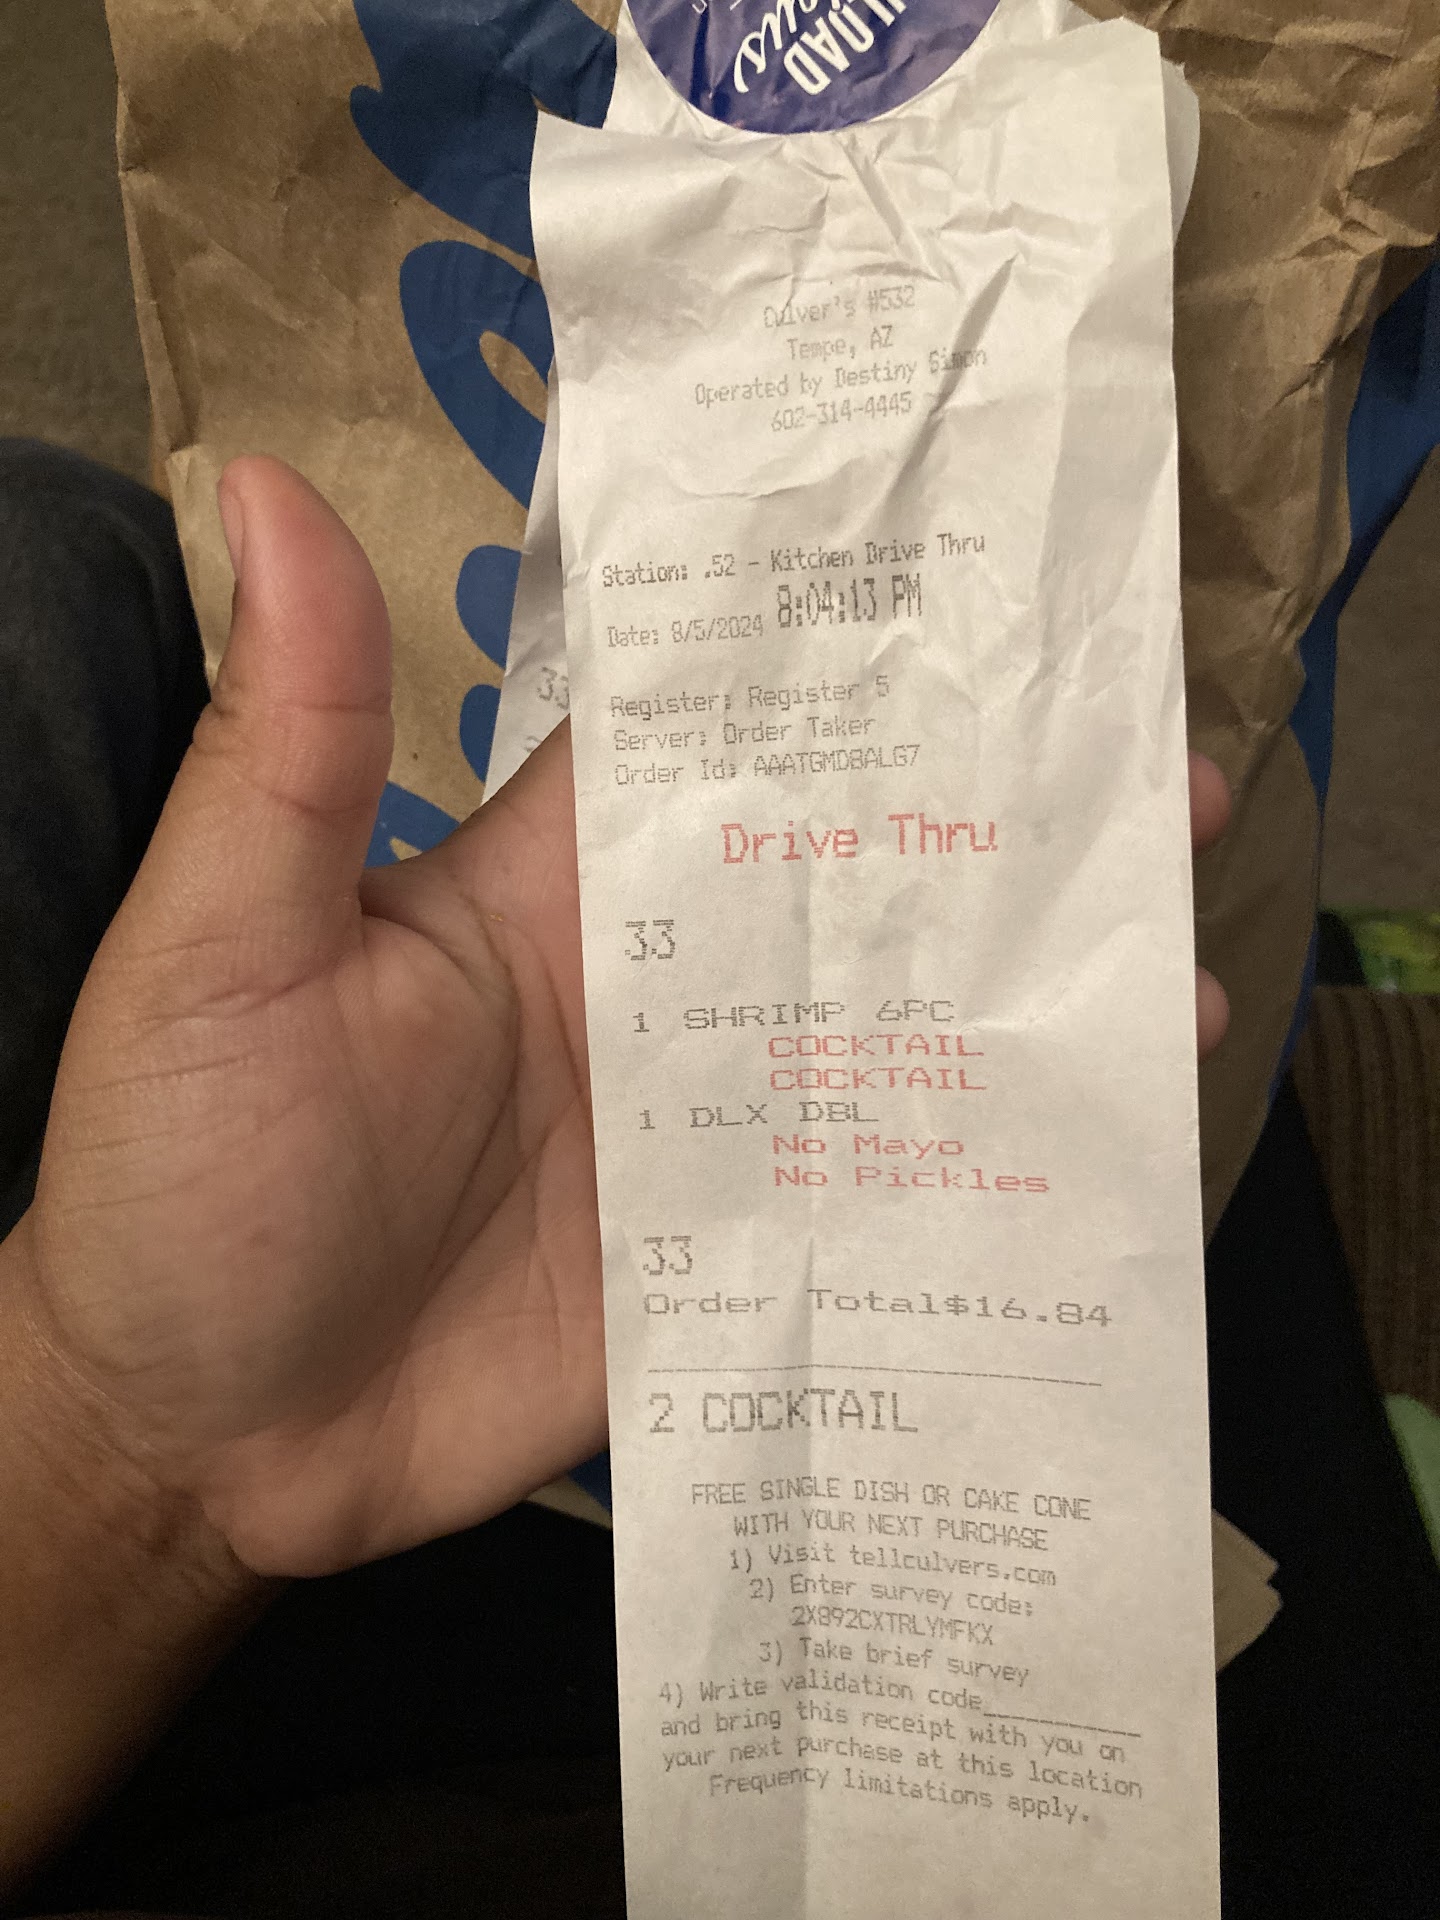 LOAD
Culver's #532
Tempe, AZ
Operated by Destiny Simon
602-314-4445
Station: .52 - Kitchen Drive Thru
Date: 8/5/2024 8:04:13 PM
Register: Register 5
Server: Order Taker
Order Id: AAATGMD8ALG7
Drive Thru
33
33
1 SHRIMP 6PC
COCKTAIL
COCKTAIL
1 DLX DBL
No Mayo
No Pickles
33
Order Total$16.84
2 COCKTAIL
FREE SINGLE DISH OR CAKE CONE
WITH YOUR NEXT PURCHASE
1) Visit tellculvers.com
2) Enter survey code:
2X892CXTRLYMFKX
3) Take brief survey
4) Write validation code___________
and bring this receipt with you on
your next purchase at this location
Frequency limitations apply.